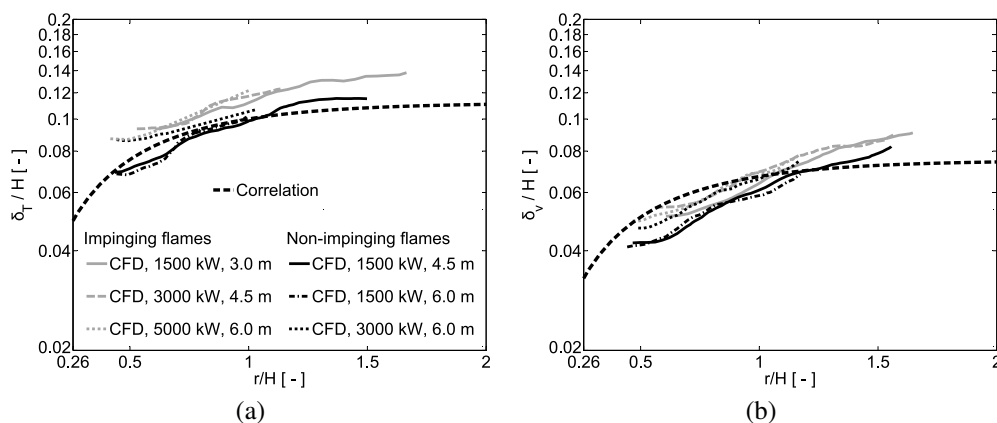 0.2
0.18
0.16
0.14
0.12
0.1
0.08
0.06
0.04
0.02
δ_T / H [ - ]
Correlation
Impinging flames
CFD, 1500 kW, 3.0 m
CFD, 3000 kW, 4.5 m
CFD, 5000 kW, 6.0 m
Non-impinging flames
CFD, 1500 kW, 4.5 m
CFD, 1500 kW, 6.0 m
CFD, 3000 kW, 6.0 m
0.26 0.5 1 1.5 2
r/H [ - ]
(a)
0.2
0.18
0.16
0.14
0.12
0.1
0.08
0.06
0.04
0.02
δ_v / H [ - ]
0.26 0.5 1 1.5 2
r/H [ - ]
(b)